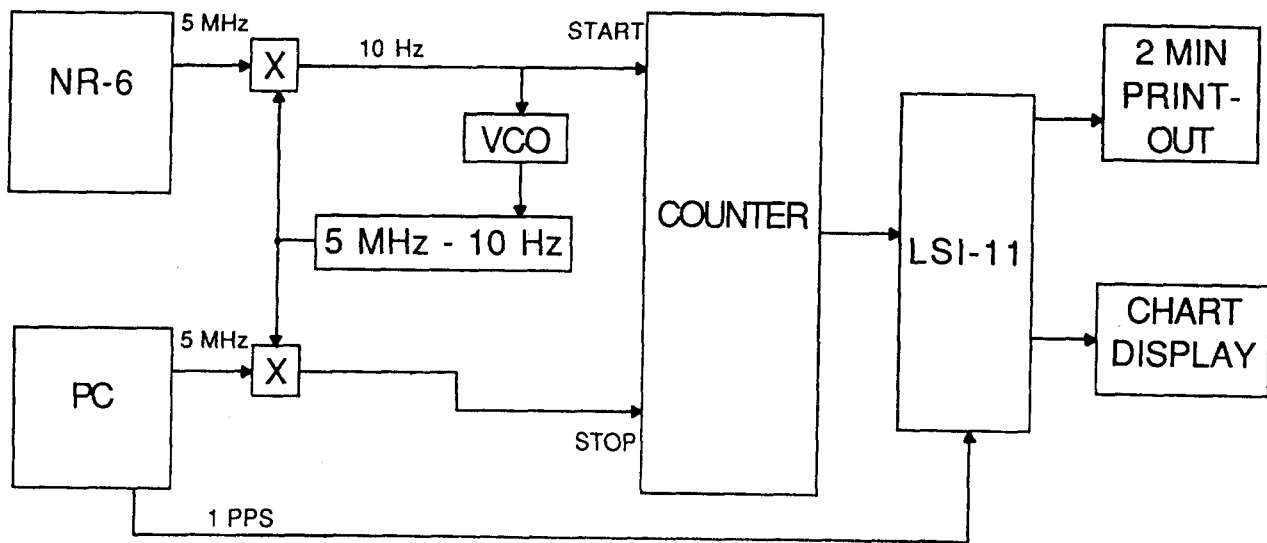 5 MHz
NR-6
X
10 Hz
START
VCO
5 MHz - 10 Hz
COUNTER
LSI-11
2 MIN
PRINT-
OUT
CHART
DISPLAY
5 MHz
PC
X
STOP
1 PPS